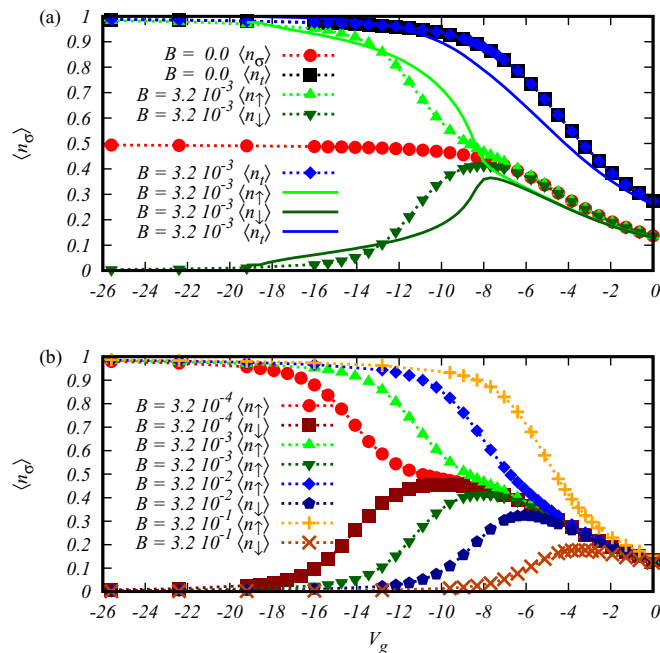 (a)
1
0.9
0.8
0.7
0.6
0.5
0.4
0.3
0.2
0.1
0
⟨nσ⟩
B = 0.0 ⟨nσ⟩
B = 0.0 ⟨nt⟩
B = 3.2 10⁻³ ⟨n↑⟩
B = 3.2 10⁻³ ⟨n↓⟩
B = 3.2 10⁻³ ⟨nt⟩
B = 3.2 10⁻³ ⟨n↑⟩
B = 3.2 10⁻³ ⟨n↓⟩
B = 3.2 10⁻³ ⟨nt⟩
-26 -24 -22 -20 -18 -16 -14 -12 -10 -8 -6 -4 -2 0
(b)
1
0.9
0.8
0.7
0.6
0.5
0.4
0.3
0.2
0.1
0
⟨nσ⟩
B = 3.2 10⁻⁴ ⟨n↑⟩
B = 3.2 10⁻⁴ ⟨n↓⟩
B = 3.2 10⁻³ ⟨n↑⟩
B = 3.2 10⁻³ ⟨n↓⟩
B = 3.2 10⁻² ⟨n↑⟩
B = 3.2 10⁻² ⟨n↓⟩
B = 3.2 10⁻¹ ⟨n↑⟩
B = 3.2 10⁻¹ ⟨n↓⟩
-26 -24 -22 -20 -18 -16 -14 -12 -10 -8 -6 -4 -2 0
Vg